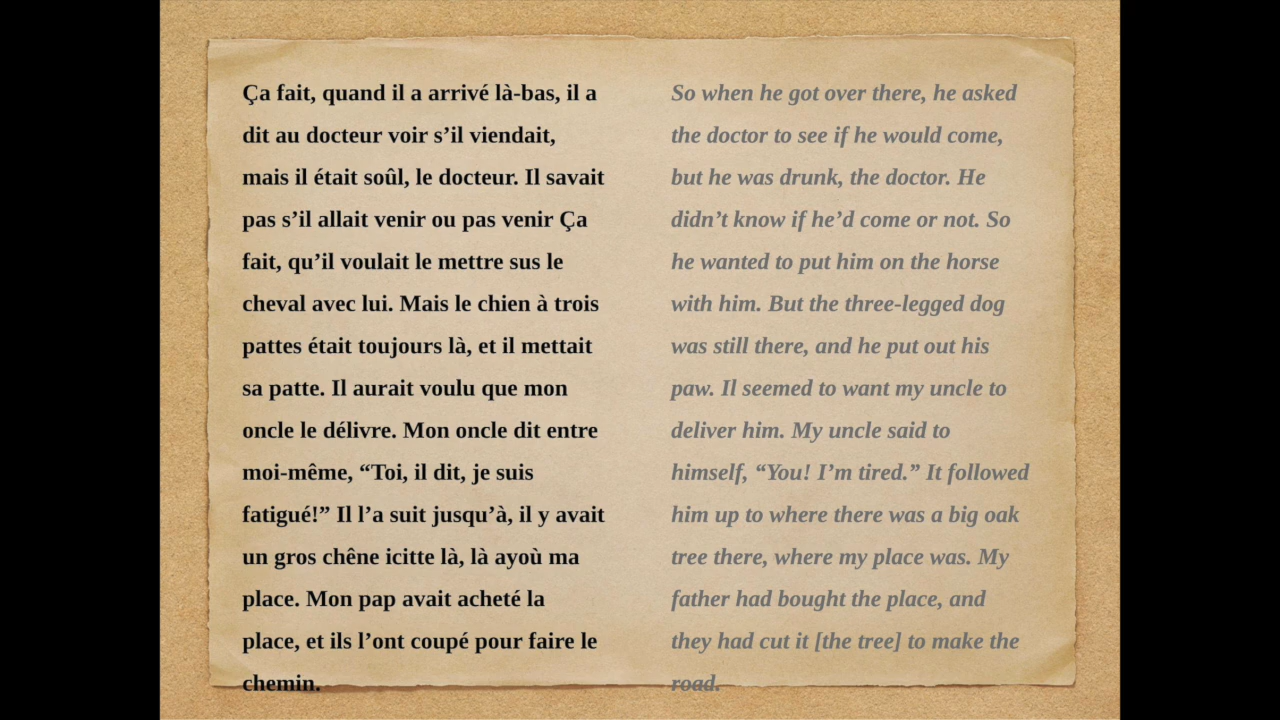 Ça fait, quand il a arrivé là-bas, il a
dit au docteur voir s’il viendait,
mais il était soûl, le docteur. Il savait
pas s’il allait venir ou pas venir Ça
fait, qu’il voulait le mettre sus le
cheval avec lui. Mais le chien à trois
pattes était toujours là, et il mettait
sa patte. Il aurait voulu que mon
oncle le délivre. Mon oncle dit entre
moi-même, “Toi, il dit, je suis
fatigué!” Il l’a suit jusqu’à, il y avait
un gros chêne icitte là, là ayoù ma
place. Mon pap avait acheté la
place, et ils l’ont coupé pour faire le
chemin.
So when he got over there, he asked
the doctor to see if he would come,
but he was drunk, the doctor. He
didn’t know if he’d come or not. So
he wanted to put him on the horse
with him. But the three-legged dog
was still there, and he put out his
paw. Il seemed to want my uncle to
deliver him. My uncle said to
himself, “You! I’m tired.” It followed
him up to where there was a big oak
tree there, where my place was. My
father had bought the place, and
they had cut it [the tree] to make the
road.